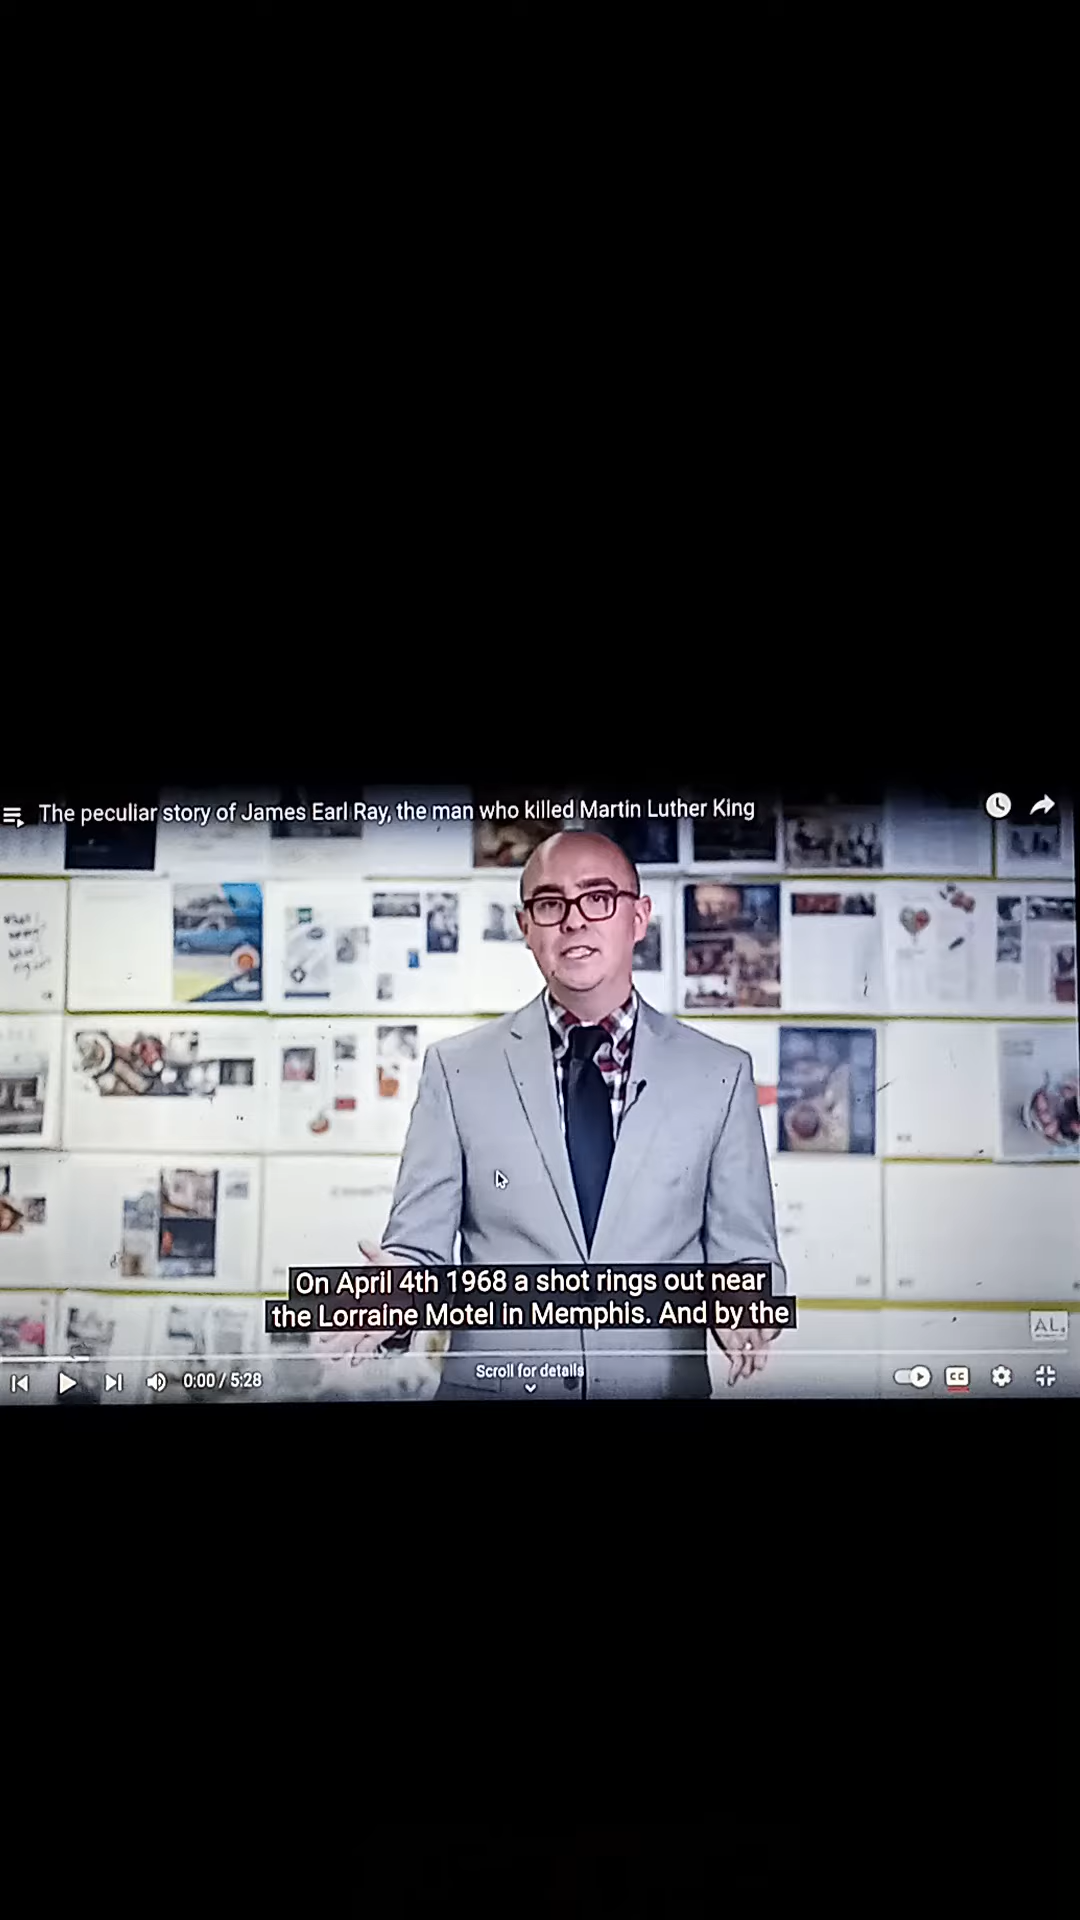 The peculiar story of James Earl Ray, the man who killed Martin Luther King
On April 4th 1968 a shot rings out near
the Lorraine Motel in Memphis. And by the
AL.
0:00 / 5:28
Scroll for details
CC